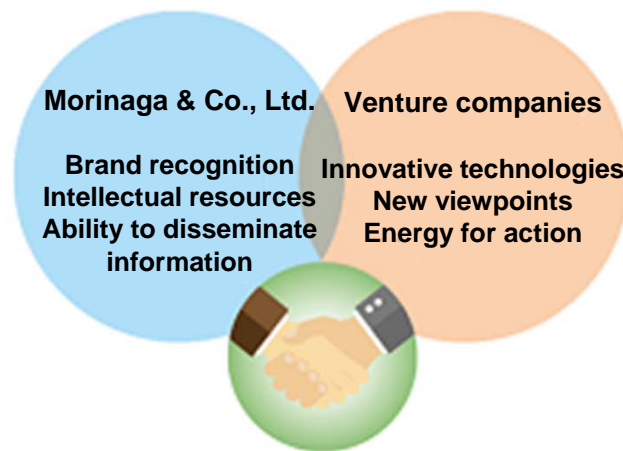 Morinaga & Co., Ltd.
Brand recognition
Intellectual resources
Ability to disseminate
information
Venture companies
Innovative technologies
New viewpoints
Energy for action